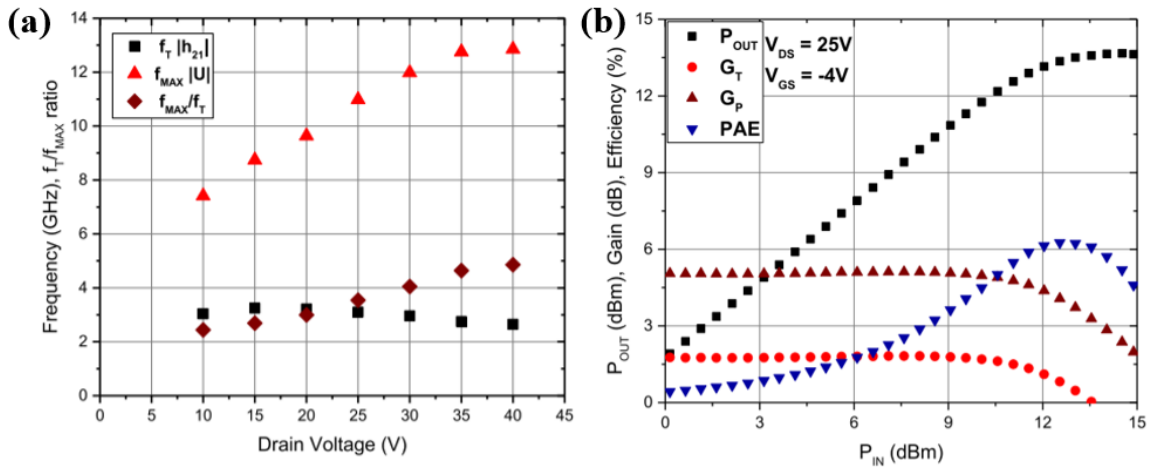 (a)
14
12
10
8
6
4
2
0
Frequency (GHz), f_T/f_MAX ratio
f_T |h_21|
f_MAX |U|
f_MAX/f_T
0 5 10 15 20 25 30 35 40 45
Drain Voltage (V)
(b)
15
12
9
6
3
0
P_OUT (dBm), Gain (dB), Efficiency (%)
P_OUT V_DS = 25V
G_T V_GS = -4V
G_P
PAE
0 3 6 9 12 15
P_IN (dBm)